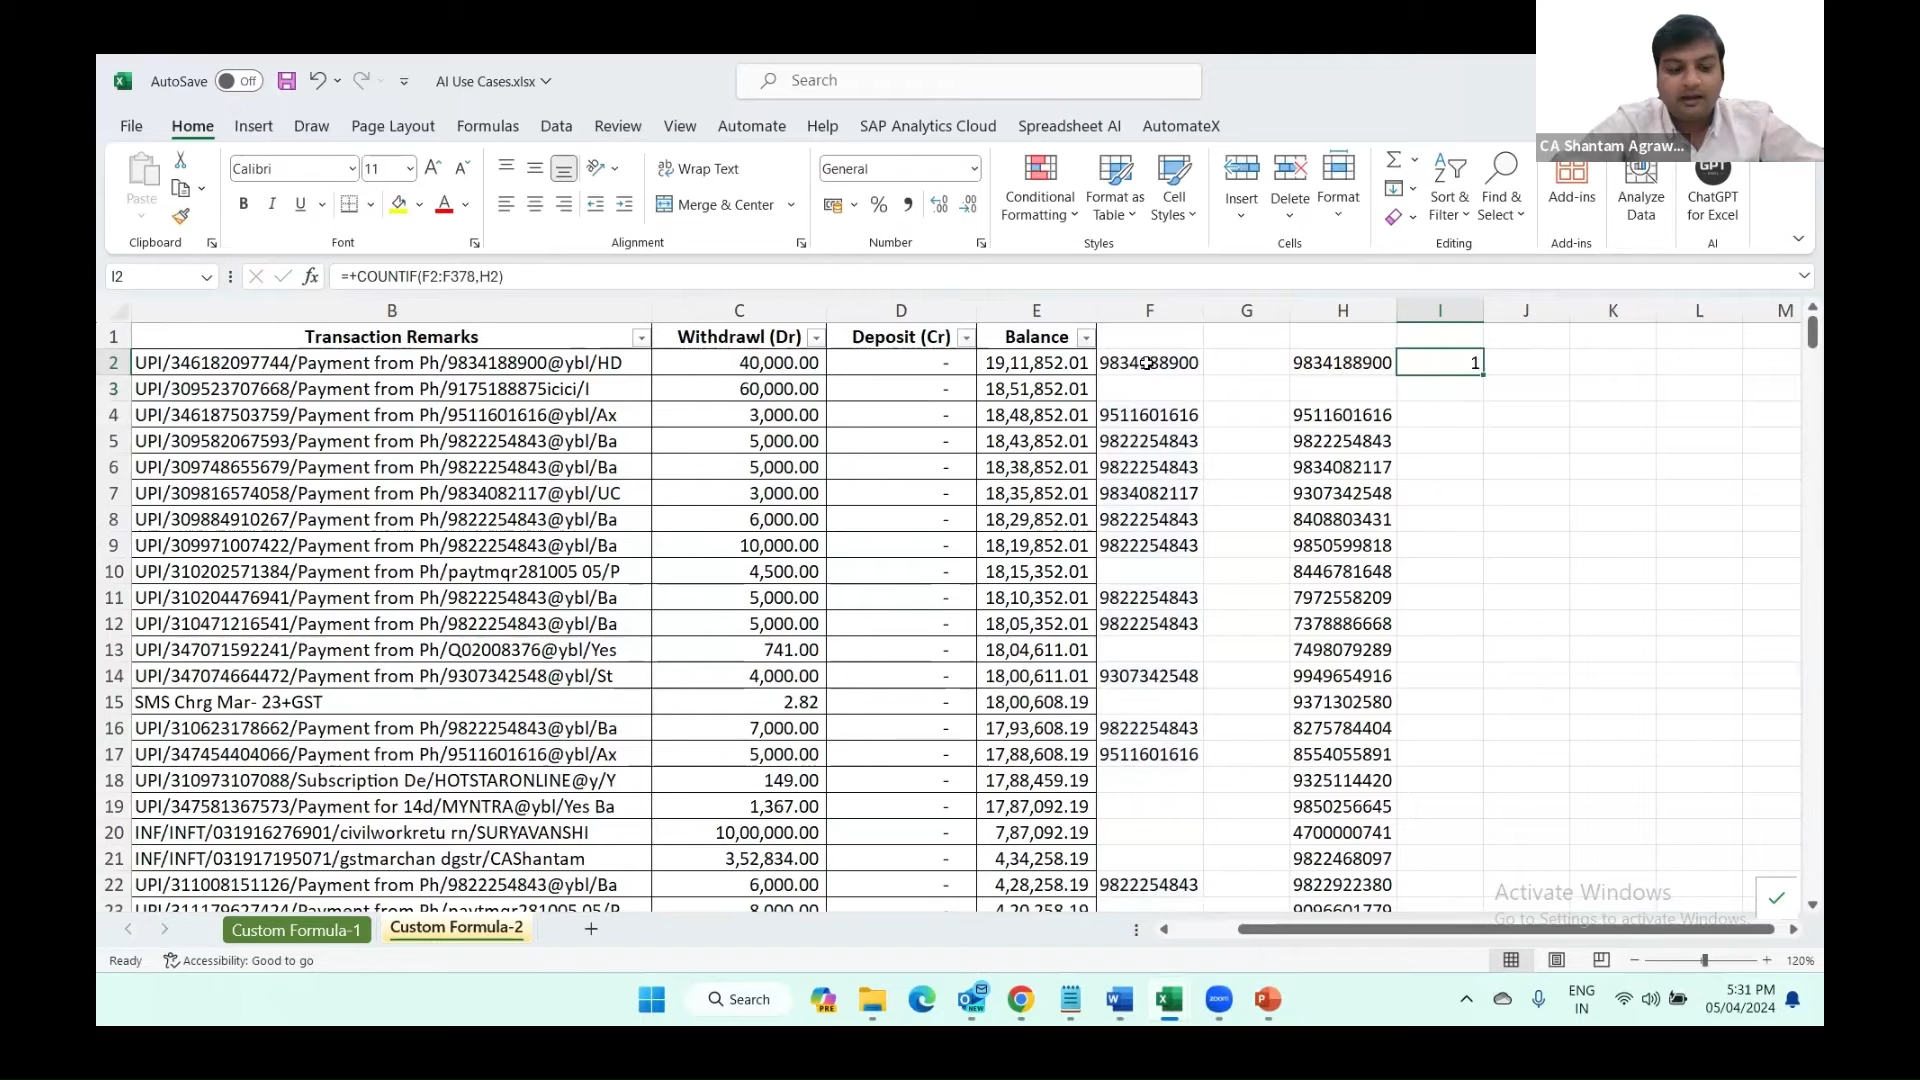 AutoSave Off AI Use Cases.xlsx Search
CA Shantam Agraw...
File Home Insert Draw Page Layout Formulas Data Review View Automate Help SAP Analytics Cloud Spreadsheet AI AutomateX
Paste Calibri 11 Wrap Text General Conditional Formatting Format as Table Cell Styles Insert Delete Format Sort & Filter Find & Select Add-ins Analyze Data ChatGPT for Excel
B I U A Merge & Center
Clipboard Font Alignment Number Styles Cells Editing Add-ins AI
I2 fx =+COUNTIF(F2:F378,H2)
B C D E F G H I J K L M
1 Transaction Remarks Withdrawl (Dr) Deposit (Cr) Balance
2 UPI/346182097744/Payment from Ph/9834188900@ybl/HD 40,000.00 - 19,11,852.01 9834188900 9834188900 1
3 UPI/309523707668/Payment from Ph/9175188875icici/I 60,000.00 - 18,51,852.01
4 UPI/346187503759/Payment from Ph/9511601616@ybl/Ax 3,000.00 - 18,48,852.01 9511601616 9511601616
5 UPI/309582067593/Payment from Ph/9822254843@ybl/Ba 5,000.00 - 18,43,852.01 9822254843 9822254843
6 UPI/309748655679/Payment from Ph/9822254843@ybl/Ba 5,000.00 - 18,38,852.01 9822254843 9834082117
7 UPI/309816574058/Payment from Ph/9834082117@ybl/UC 3,000.00 - 18,35,852.01 9834082117 9307342548
8 UPI/309884910267/Payment from Ph/9822254843@ybl/Ba 6,000.00 - 18,29,852.01 9822254843 8408803431
9 UPI/309971007422/Payment from Ph/9822254843@ybl/Ba 10,000.00 - 18,19,852.01 9822254843 9850599818
10 UPI/310202571384/Payment from Ph/paytmqr281005 05/P 4,500.00 - 18,15,352.01 8446781648
11 UPI/310204476941/Payment from Ph/9822254843@ybl/Ba 5,000.00 - 18,10,352.01 9822254843 7972558209
12 UPI/310471216541/Payment from Ph/9822254843@ybl/Ba 5,000.00 - 18,05,352.01 9822254843 7378886668
13 UPI/347071592241/Payment from Ph/Q02008376@ybl/Yes 741.00 - 18,04,611.01 7498079289
14 UPI/347074664472/Payment from Ph/9307342548@ybl/St 4,000.00 - 18,00,611.01 9307342548 9949654916
15 SMS Chrg Mar- 23+GST 2.82 - 18,00,608.19 9371302580
16 UPI/310623178662/Payment from Ph/9822254843@ybl/Ba 7,000.00 - 17,93,608.19 9822254843 8275784404
17 UPI/347454404066/Payment from Ph/9511601616@ybl/Ax 5,000.00 - 17,88,608.19 9511601616 8554055891
18 UPI/310973107088/Subscription De/HOTSTARONLINE@y/Y 149.00 - 17,88,459.19 9325114420
19 UPI/347581367573/Payment for 14d/MYNTRA@ybl/Yes Ba 1,367.00 - 17,87,092.19 9850256645
20 INF/INFT/031916276901/civilworkretu rn/SURYAVANSHI 10,00,000.00 - 7,87,092.19 4700000741
21 INF/INFT/031917195071/gstmarchan dgstr/CAShantam 3,52,834.00 - 4,34,258.19 9822468097
22 UPI/311008151126/Payment from Ph/9822254843@ybl/Ba 6,000.00 - 4,28,258.19 9822254843 9822922380
23 UPI/311179627424/Payment from Ph/paytmqr281005 05/P 8,000.00 - 4,20,258.19 9096601779
Activate Windows
Go to Settings to activate Windows.
Custom Formula-1 Custom Formula-2
Ready Accessibility: Good to go 120%
Search ENG IN 5:31 PM 05/04/2024